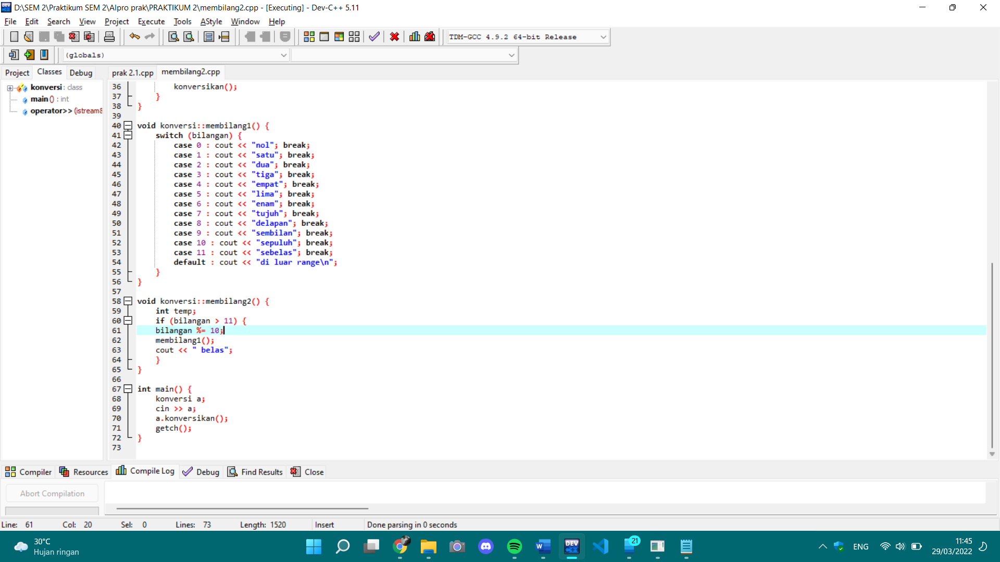 D:\SEM 2\Praktikum SEM 2\Alpro prak\PRAKTIKUM 2\membilang2.cpp - [Executing] - Dev-C++ 5.11
File Edit Search View Project Execute Tools AStyle Window Help
TDM-GCC 4.9.2 64-bit Release
(globals)
Project Classes Debug prak 2.1.cpp membilang2.cpp
konversi : class
main () : int
operator>> (istream&
36 konversikan();
37 }
38 }
39
40 void konversi::membilang1() {
41 switch (bilangan) {
42 case 0 : cout << "nol"; break;
43 case 1 : cout << "satu"; break;
44 case 2 : cout << "dua"; break;
45 case 3 : cout << "tiga"; break;
46 case 4 : cout << "empat"; break;
47 case 5 : cout << "lima"; break;
48 case 6 : cout << "enam"; break;
49 case 7 : cout << "tujuh"; break;
50 case 8 : cout << "delapan"; break;
51 case 9 : cout << "sembilan"; break;
52 case 10 : cout << "sepuluh"; break;
53 case 11 : cout << "sebelas"; break;
54 default : cout << "di luar range\n";
55 }
56 }
57
58 void konversi::membilang2() {
59 int temp;
60 if (bilangan > 11) {
61 bilangan %= 10;
62 membilang1();
63 cout << " belas";
64 }
65 }
66
67 int main() {
68 konversi a;
69 cin >> a;
70 a.konversikan();
71 getch();
72 }
73
Compiler Resources Compile Log Debug Find Results Close
Abort Compilation
Line: 61 Col: 20 Sel: 0 Lines: 73 Length: 1520 Insert Done parsing in 0 seconds
30°C
Hujan ringan
DEV
C++
21
ENG
11:45
29/03/2022